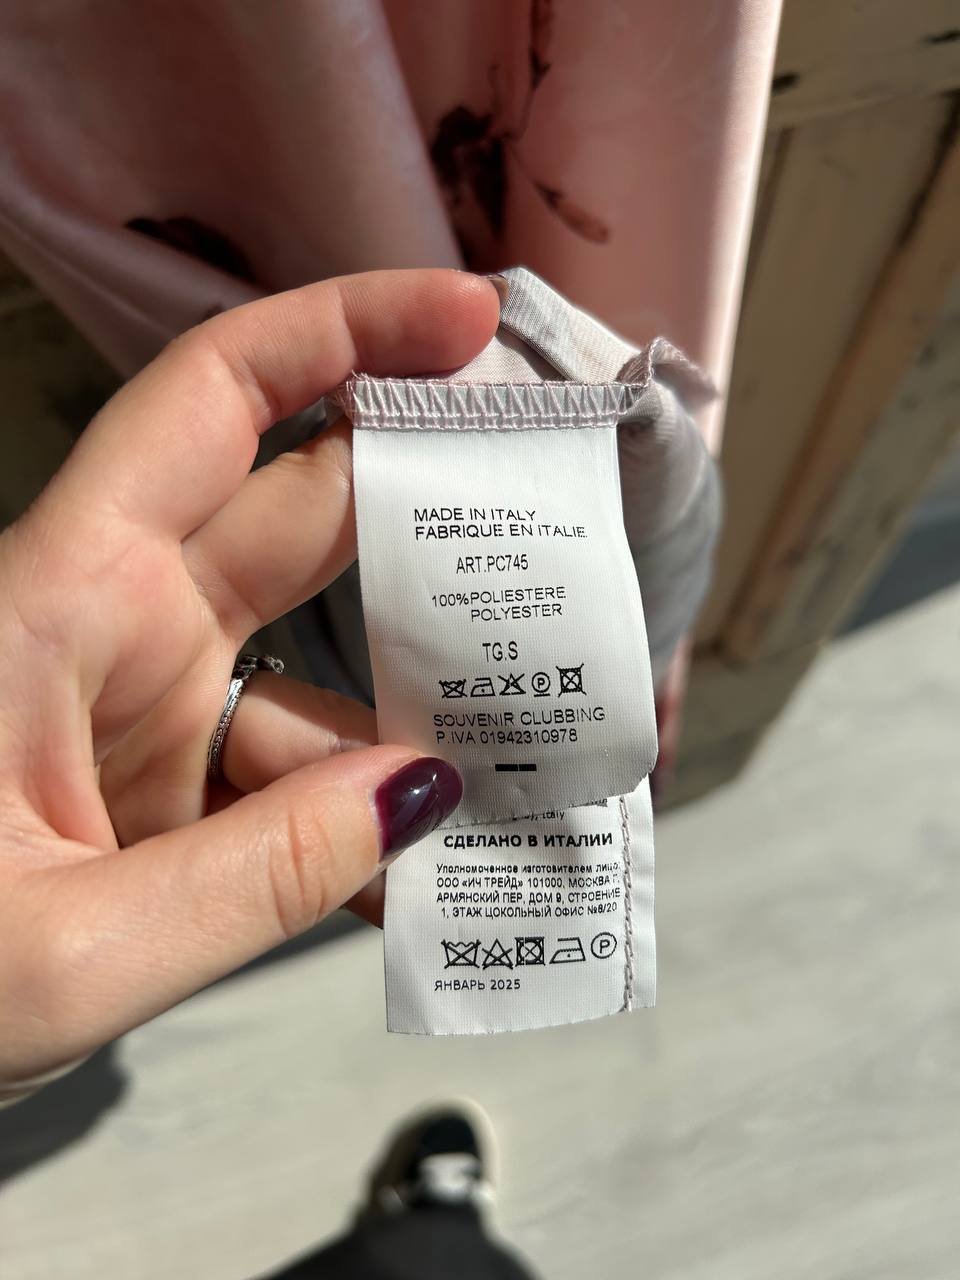 MADE IN ITALY
FABRIQUE EN ITALIE
ART.PC745
100%POLIESTERE
POLYESTER
TG.S
SOUVENIR CLUBBING
P.IVA 01942310978
Italy
СДЕЛАНО В ИТАЛИИ
Уполномоченное изготовителем лицо:
ООО «ИЧ ТРЕЙД» 101000, МОСКВА Г,
АРМЯНСКИЙ ПЕР, ДОМ 9, СТРОЕНИЕ
1, ЭТАЖ ЦОКОЛЬНЫЙ ОФИС №8/20
P
ЯНВАРЬ 2025